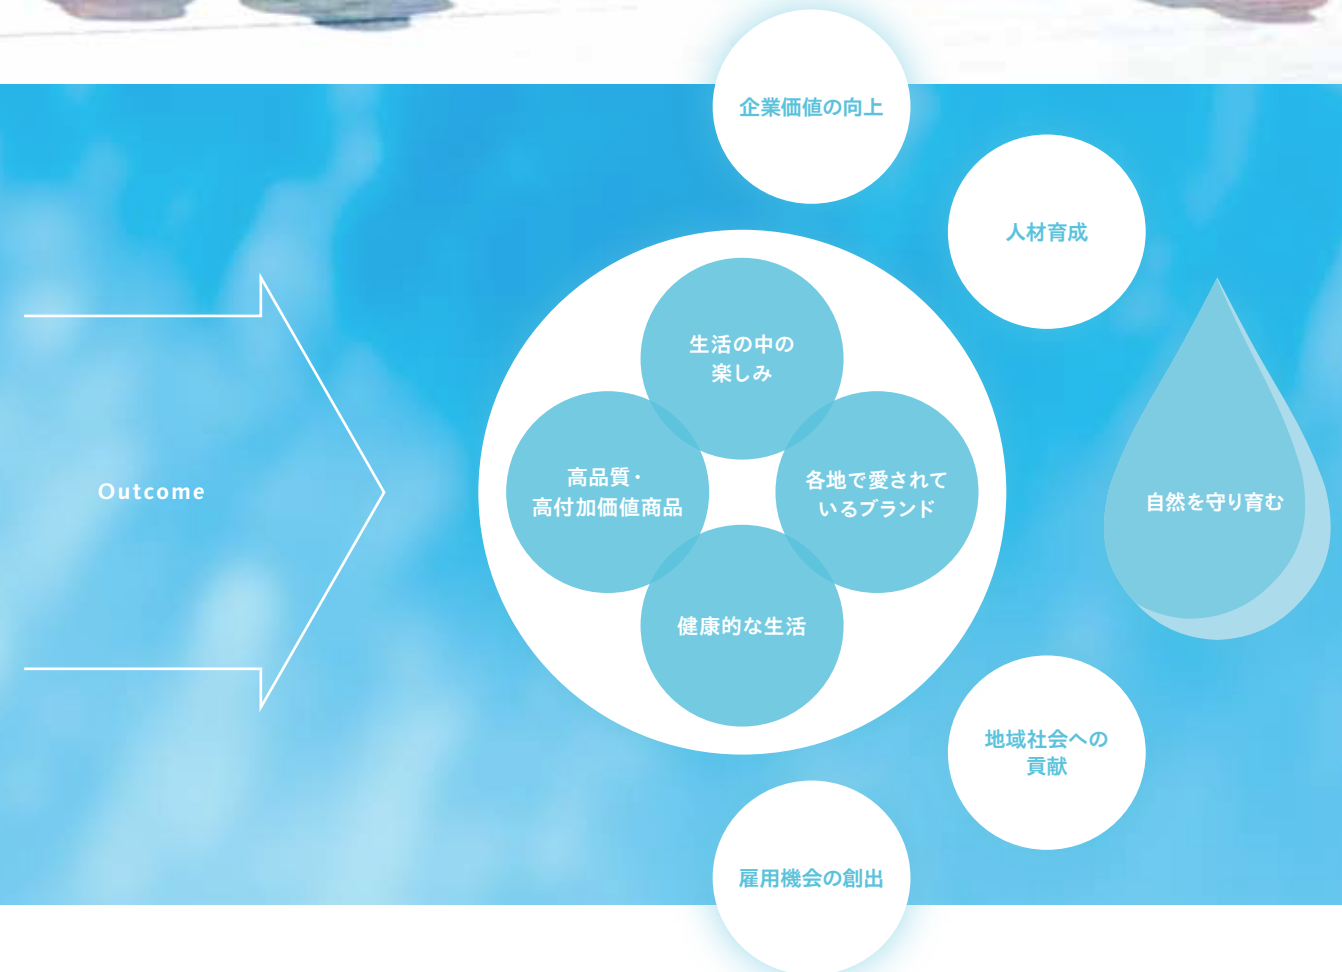 企業価値の向上
人材育成
生活の中の
楽しみ
高品質・
高付加価値商品
各地で愛されて
いるブランド
健康的な生活
Outcome
自然を守り育む
地域社会への
貢献
雇用機会の創出